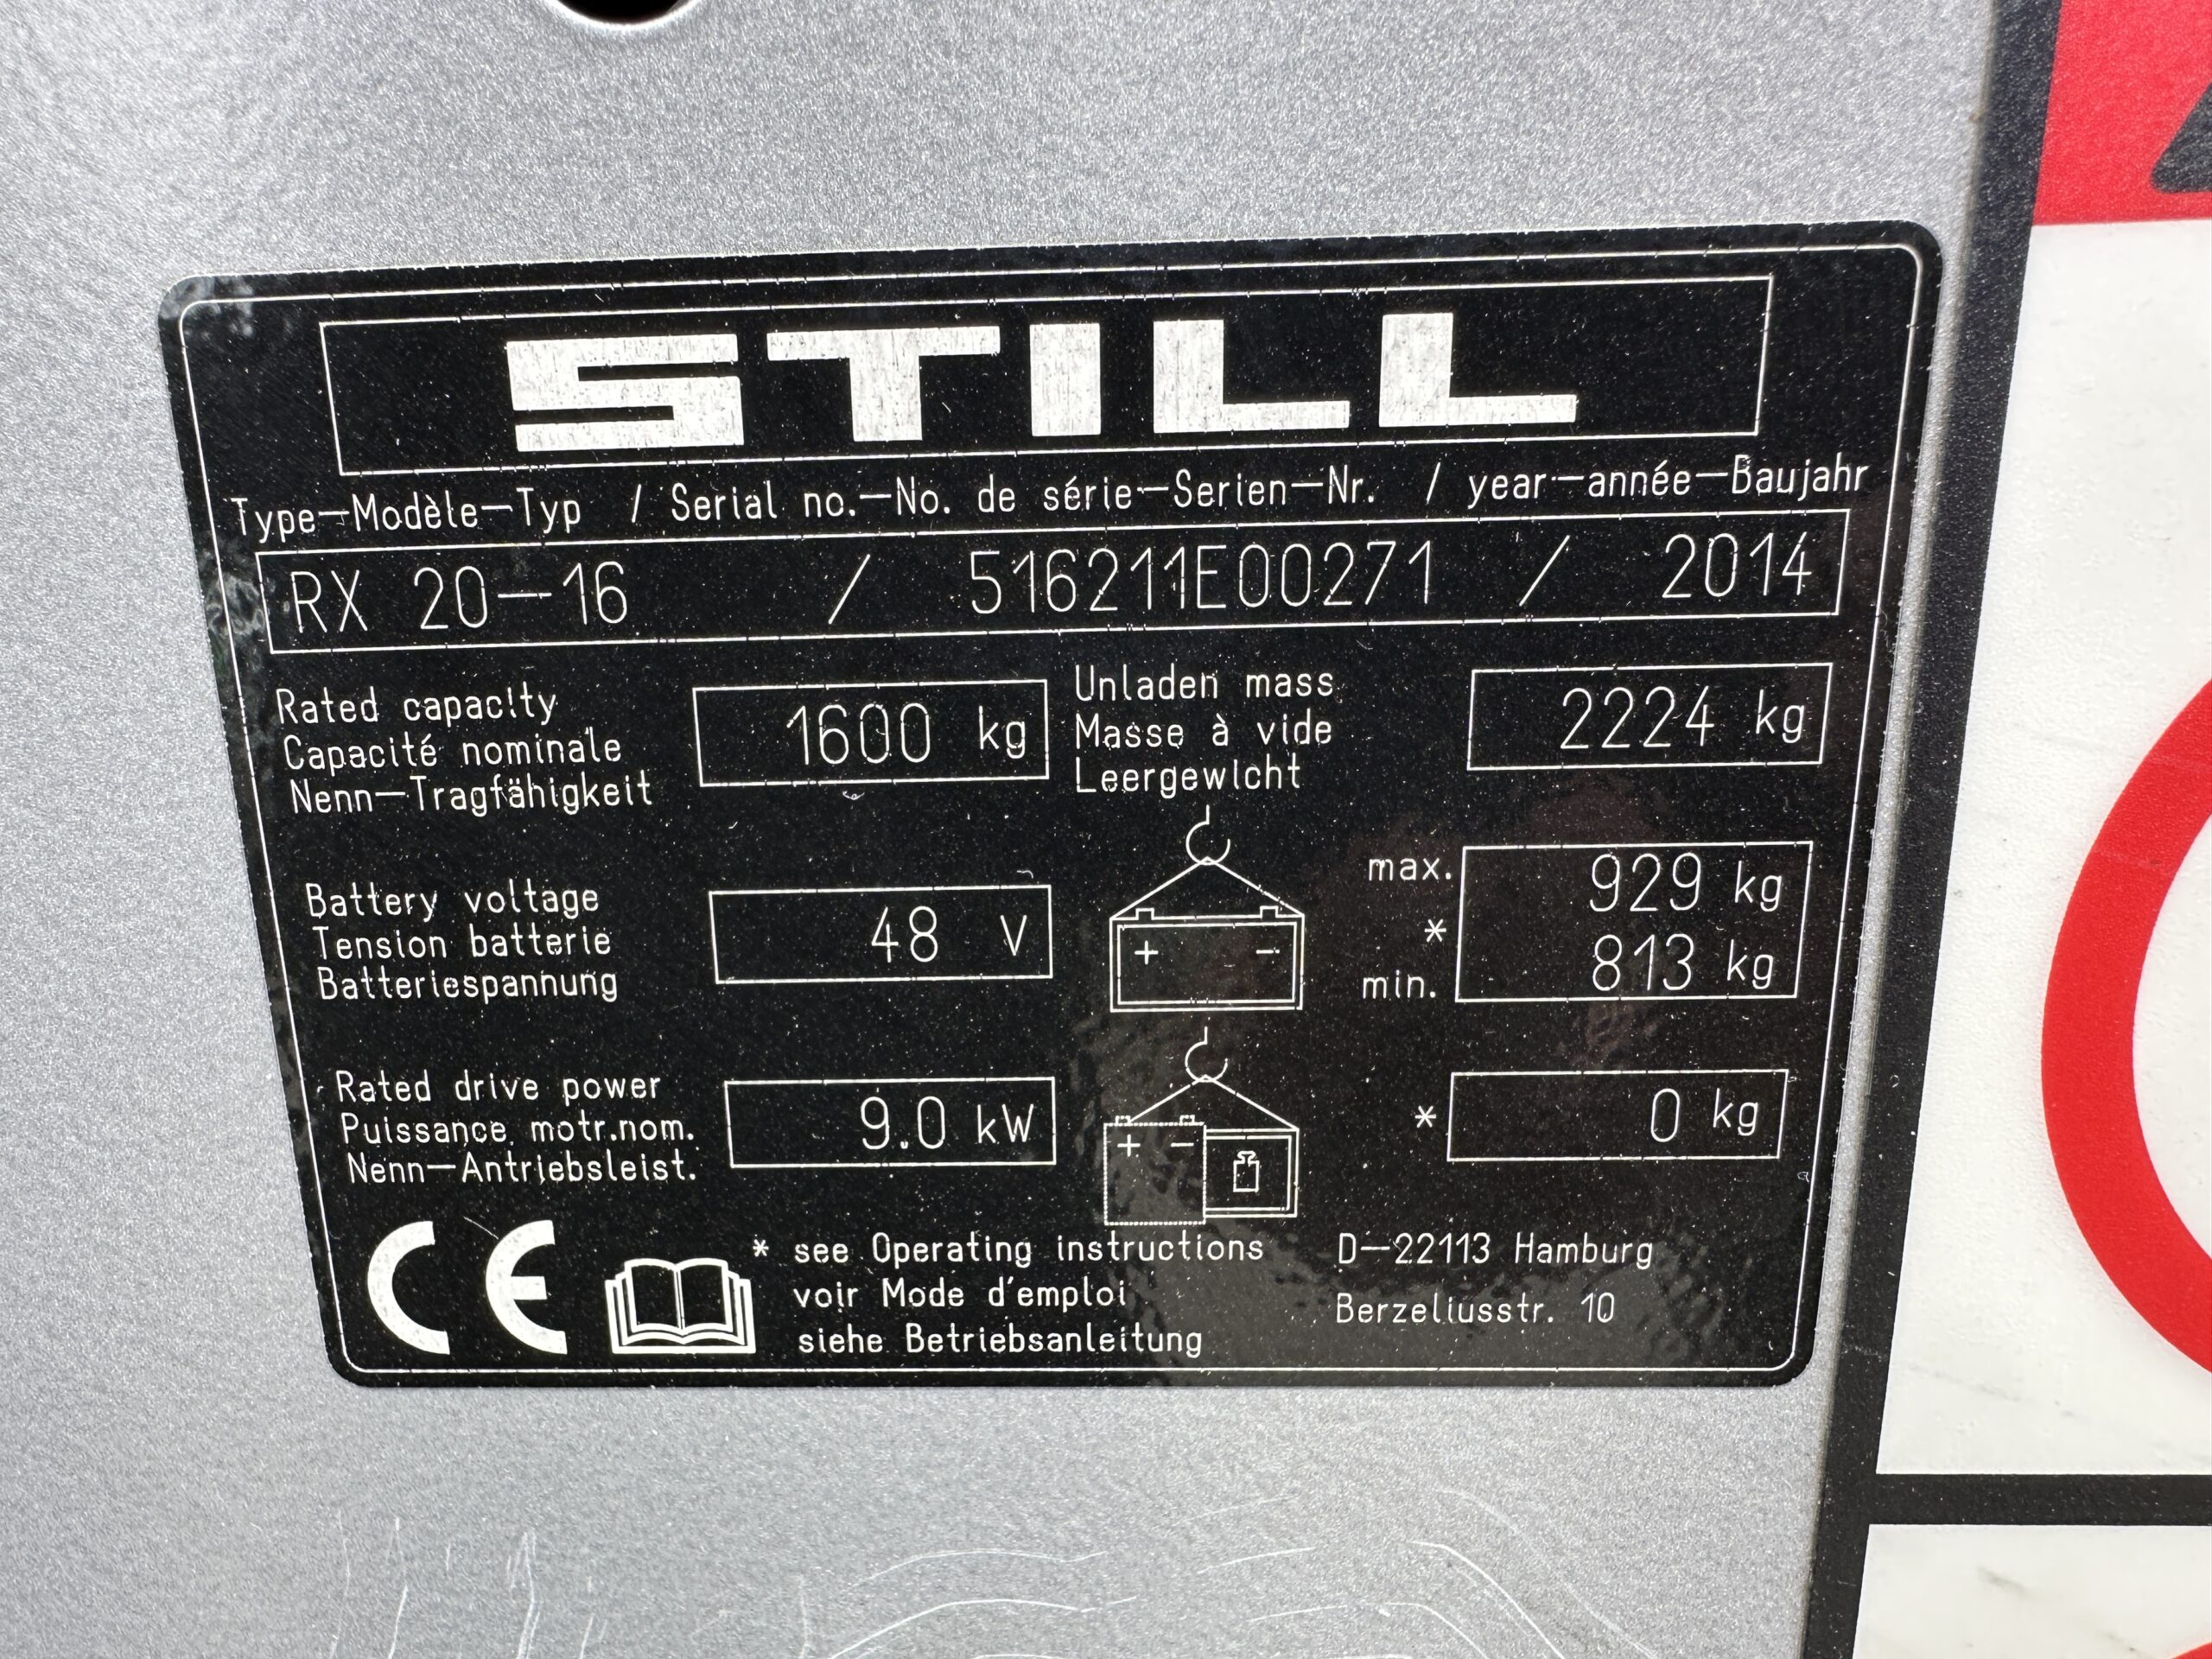 STILL
Type—Modèle—Typ / Serial no.—No. de série—Serien—Nr. / year—année—Baujahr
RX 20—16 / 516211E00271 / 2014
Rated capacity 1600 kg Unladen mass 2224 kg
Capacité nominale Masse à vide
Nenn—Tragfähigkeit Leergewicht
Battery voltage 48 V max. 929 kg
Tension batterie + − *
Batteriespannung min. 813 kg
Rated drive power 9.0 kW * 0 kg
Puissance motr.nom. + −
Nenn—Antriebsleist.
CE * see Operating instructions D—22113 Hamburg
voir Mode d'emploi Berzeliusstr. 10
siehe Betriebsanleitung